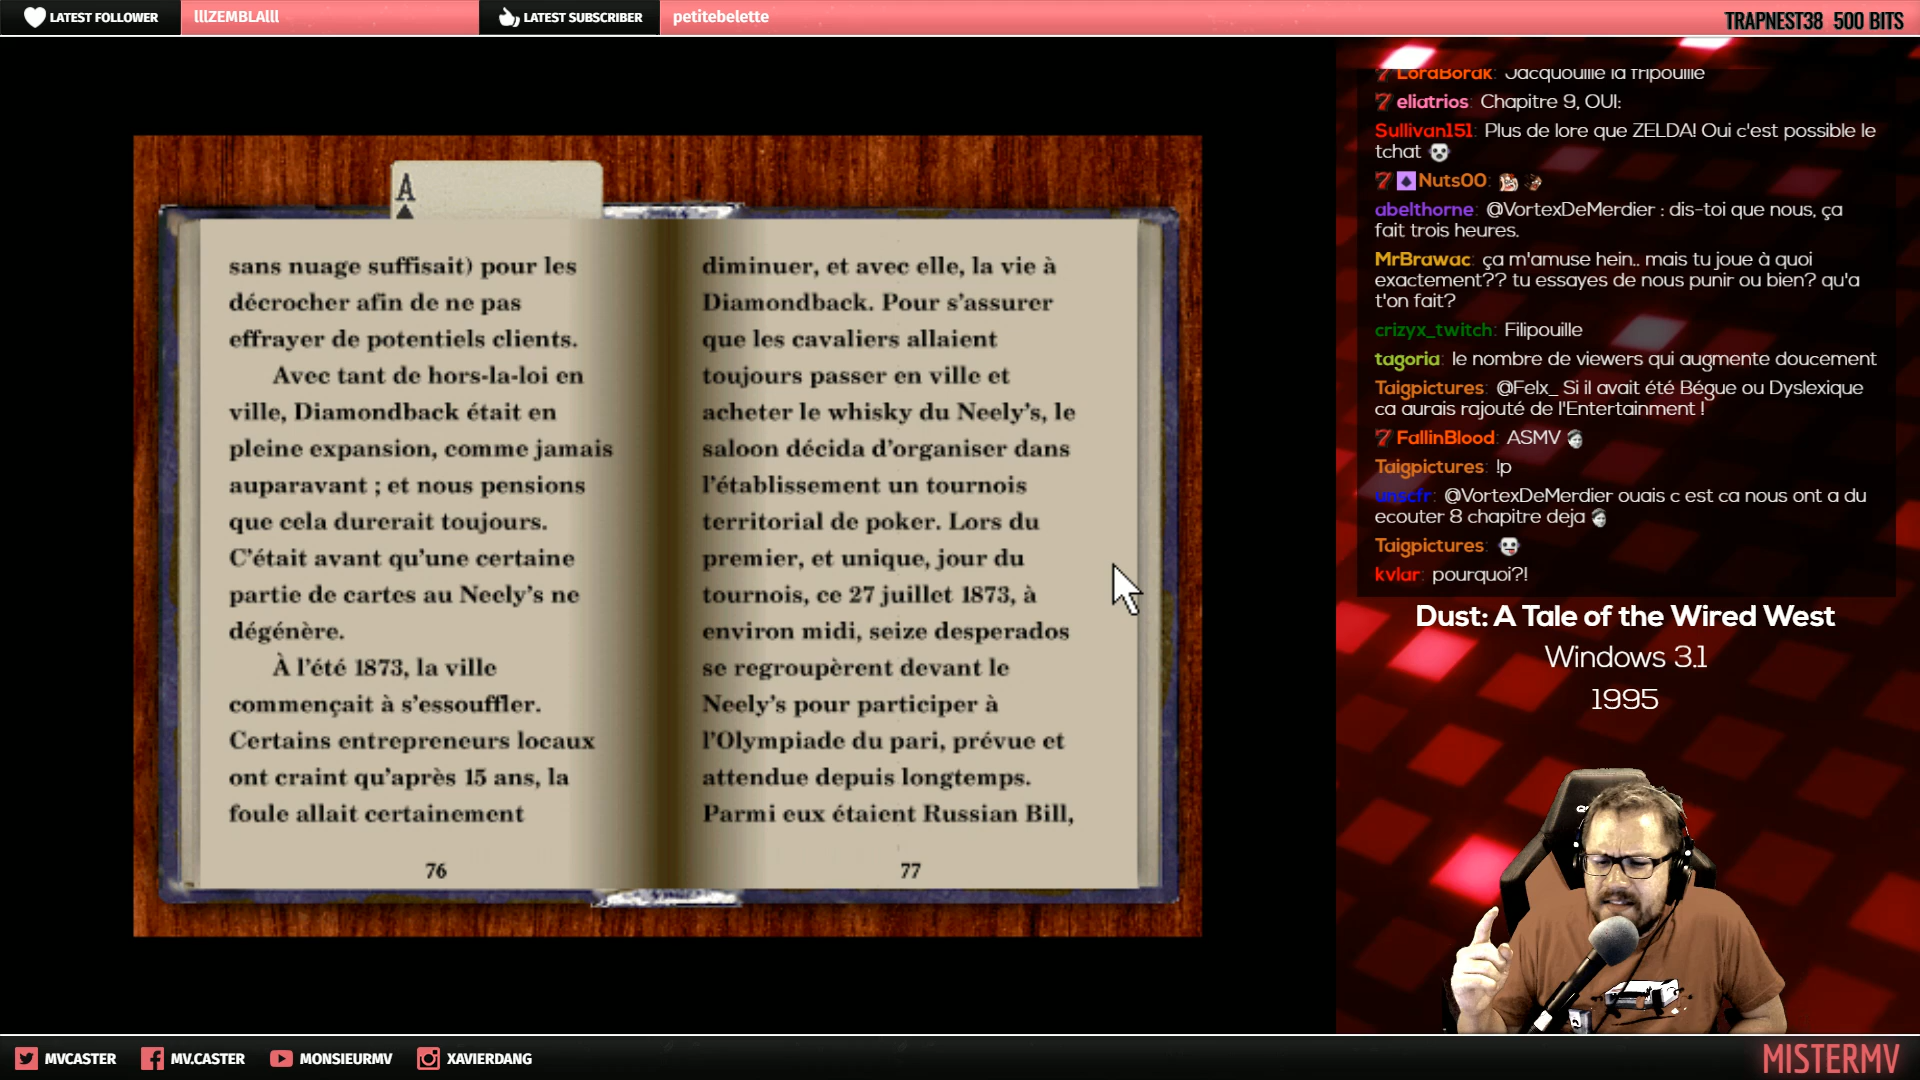 LATEST FOLLOWER
lllZEMBLAlll
LATEST SUBSCRIBER
petitebelette
TRAPNEST38 500 BITS
A
sans nuage suffisait) pour les
décrocher afin de ne pas
effrayer de potentiels clients.
Avec tant de hors-la-loi en
ville, Diamondback était en
pleine expansion, comme jamais
auparavant ; et nous pensions
que cela durerait toujours.
C'était avant qu'une certaine
partie de cartes au Neely's ne
dégénère.
À l'été 1873, la ville
commençait à s'essouffler.
Certains entrepreneurs locaux
ont craint qu'après 15 ans, la
foule allait certainement
76
diminuer, et avec elle, la vie à
Diamondback. Pour s'assurer
que les cavaliers allaient
toujours passer en ville et
acheter le whisky du Neely's, le
saloon décida d'organiser dans
l'établissement un tournois
territorial de poker. Lors du
premier, et unique, jour du
tournois, ce 27 juillet 1873, à
environ midi, seize desperados
se regroupèrent devant le
Neely's pour participer à
l'Olympiade du pari, prévue et
attendue depuis longtemps.
Parmi eux étaient Russian Bill,
77
LordBorak: Jacquouille la fripouille
eliatrios: Chapitre 9, OUI:
Sullivan151: Plus de lore que ZELDA! Oui c'est possible le
tchat
Nuts00:
abelthorne: @VortexDeMerdier : dis-toi que nous, ça
fait trois heures.
MrBrawac: ça m'amuse hein.. mais tu joue à quoi
exactement?? tu essayes de nous punir ou bien? qu'a
t'on fait?
crizyx_twitch: Filipouille
tagoria: le nombre de viewers qui augmente doucement
Taigpictures: @Felx_ Si il avait été Bégue ou Dyslexique
ca aurais rajouté de l'Entertainment !
FallinBlood: ASMV
Taigpictures: !p
unscfr: @VortexDeMerdier ouais c est ca nous ont a du
ecouter 8 chapitre deja
Taigpictures:
kvlar: pourquoi?!
Dust: A Tale of the Wired West
Windows 3.1
1995
MVCASTER
MV.CASTER
MONSIEURMV
XAVIERDANG
MISTERMV